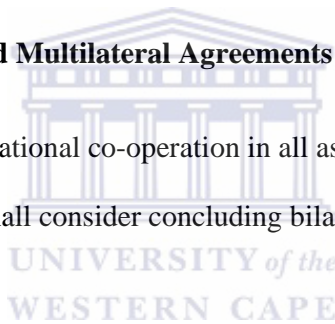 d Multilateral Agreements
ational co-operation in all as
all consider concluding bila
UNIVERSITY of the
WESTERN CAPE